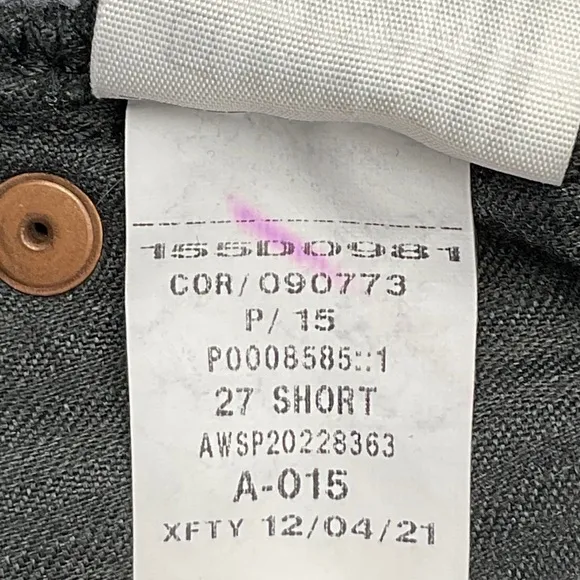 155D0981
COR/090773
P/ 15
P0008585::1
27 SHORT
AWSP20228363
A-015
XFTY 12/04/21